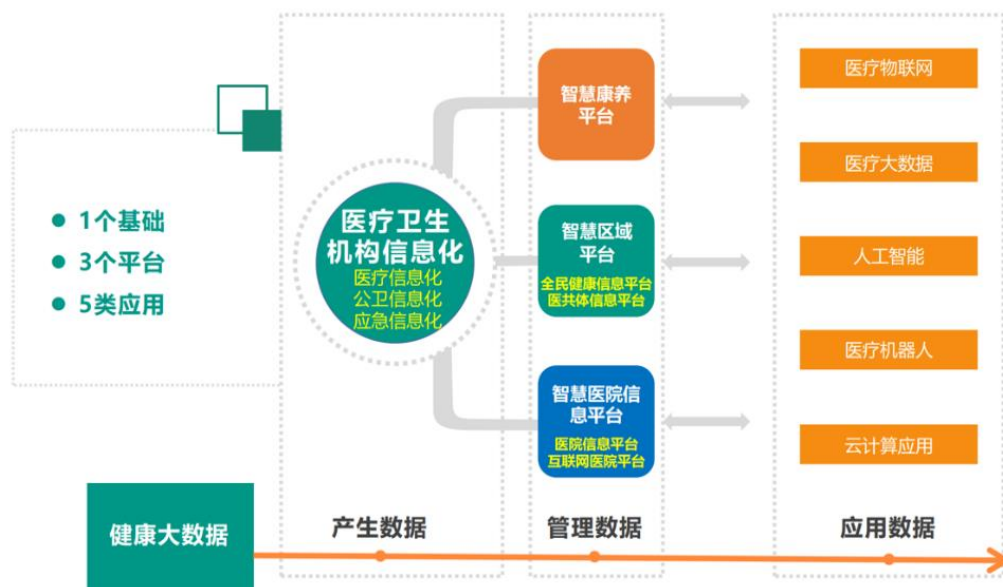 1个基础
3个平台
5类应用
医疗卫生
机构信息化
医疗信息化
公卫信息化
应急信息化
智慧康养
平台
智慧区域
平台
全民健康信息平台
医共体信息平台
智慧医院信
息平台
医院信息平台
互联网医院平台
医疗物联网
医疗大数据
人工智能
医疗机器人
云计算应用
健康大数据
产生数据
管理数据
应用数据